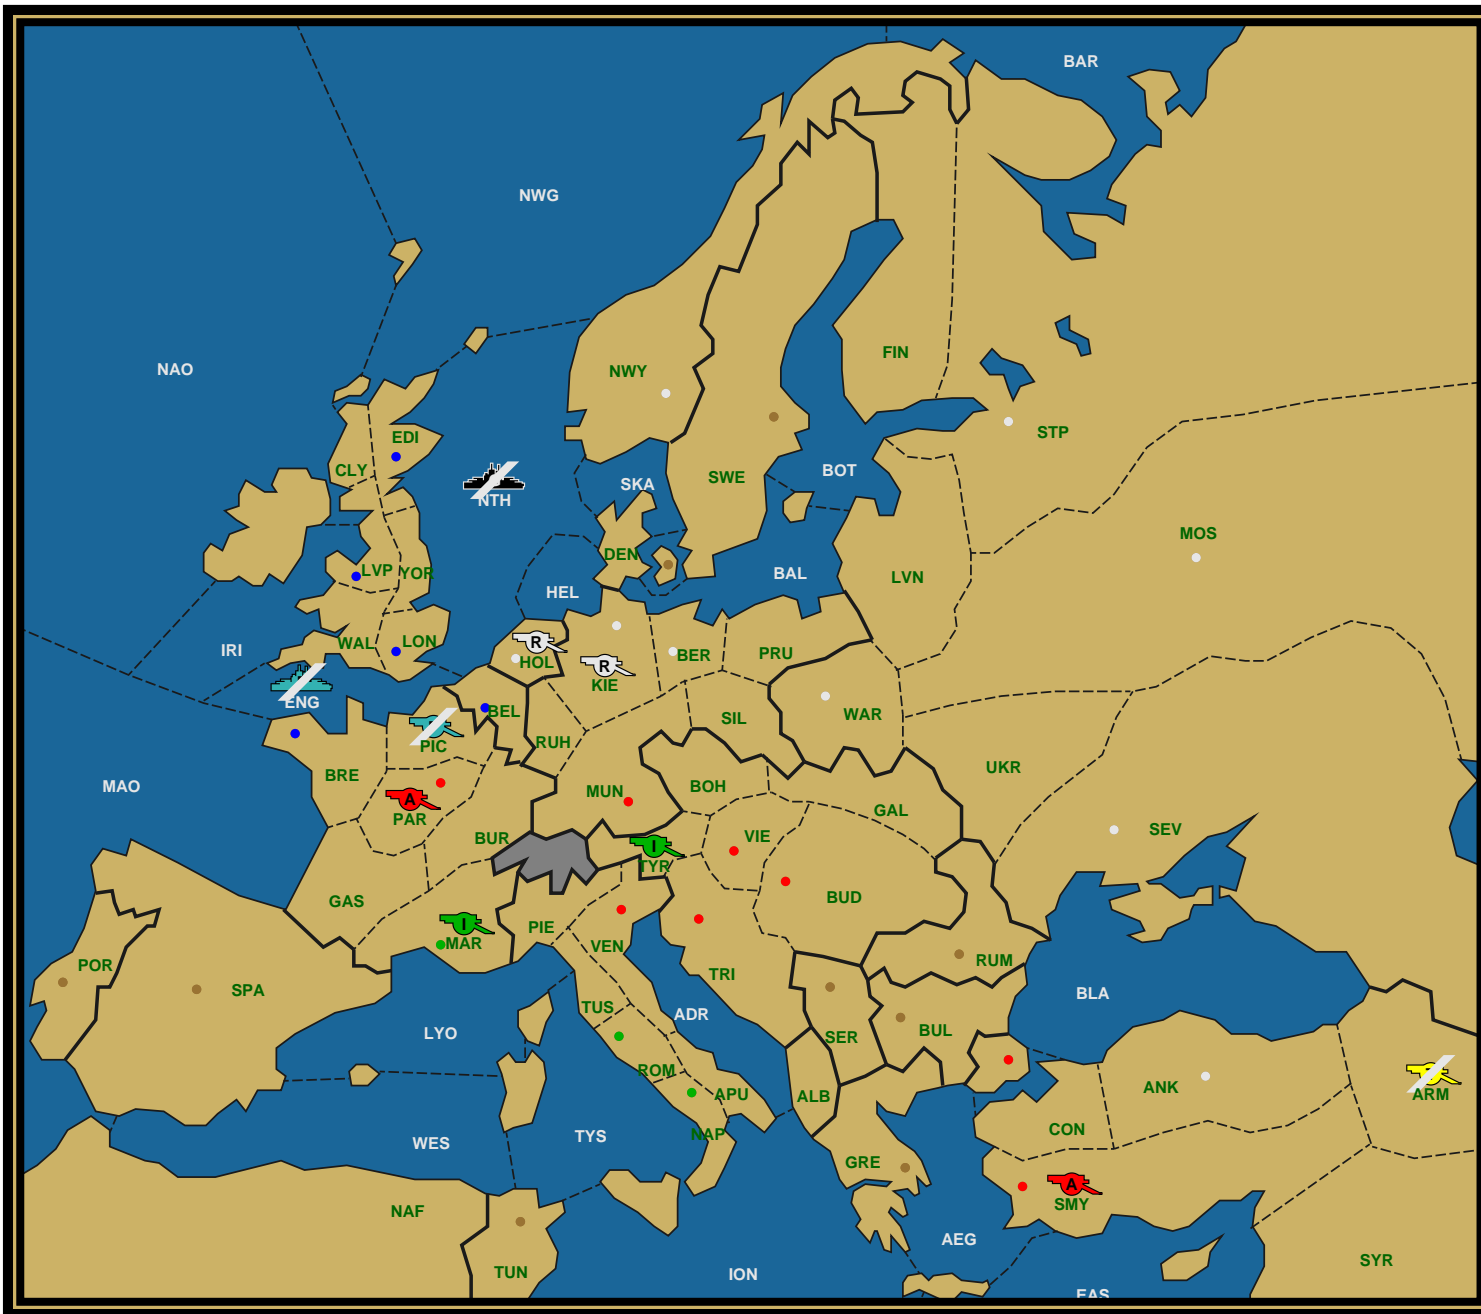 BAR
NWG
NAO
FIN
NWY
STP
EDI
CLY
SKA
SWE
BOT
NTH
MOS
DEN
LVP
YOR
BAL
LVN
HEL
IRI
WAL
LON
R
HOL
R
KIE
BER
PRU
ENG
PIC
BEL
RUH
SIL
WAR
BRE
MAO
UKR
A
PAR
MUN
BOH
GAL
BUR
VIE
SEV
I
TYR
GAS
BUD
I
MAR
PIE
VEN
POR
SPA
TRI
RUM
BLA
TUS
ADR
LYO
SER
BUL
ROM
ANK
ARM
APU
ALB
CON
WES
TYS
NAP
GRE
A
SMY
NAF
AEG
SYR
TUN
ION
EAS